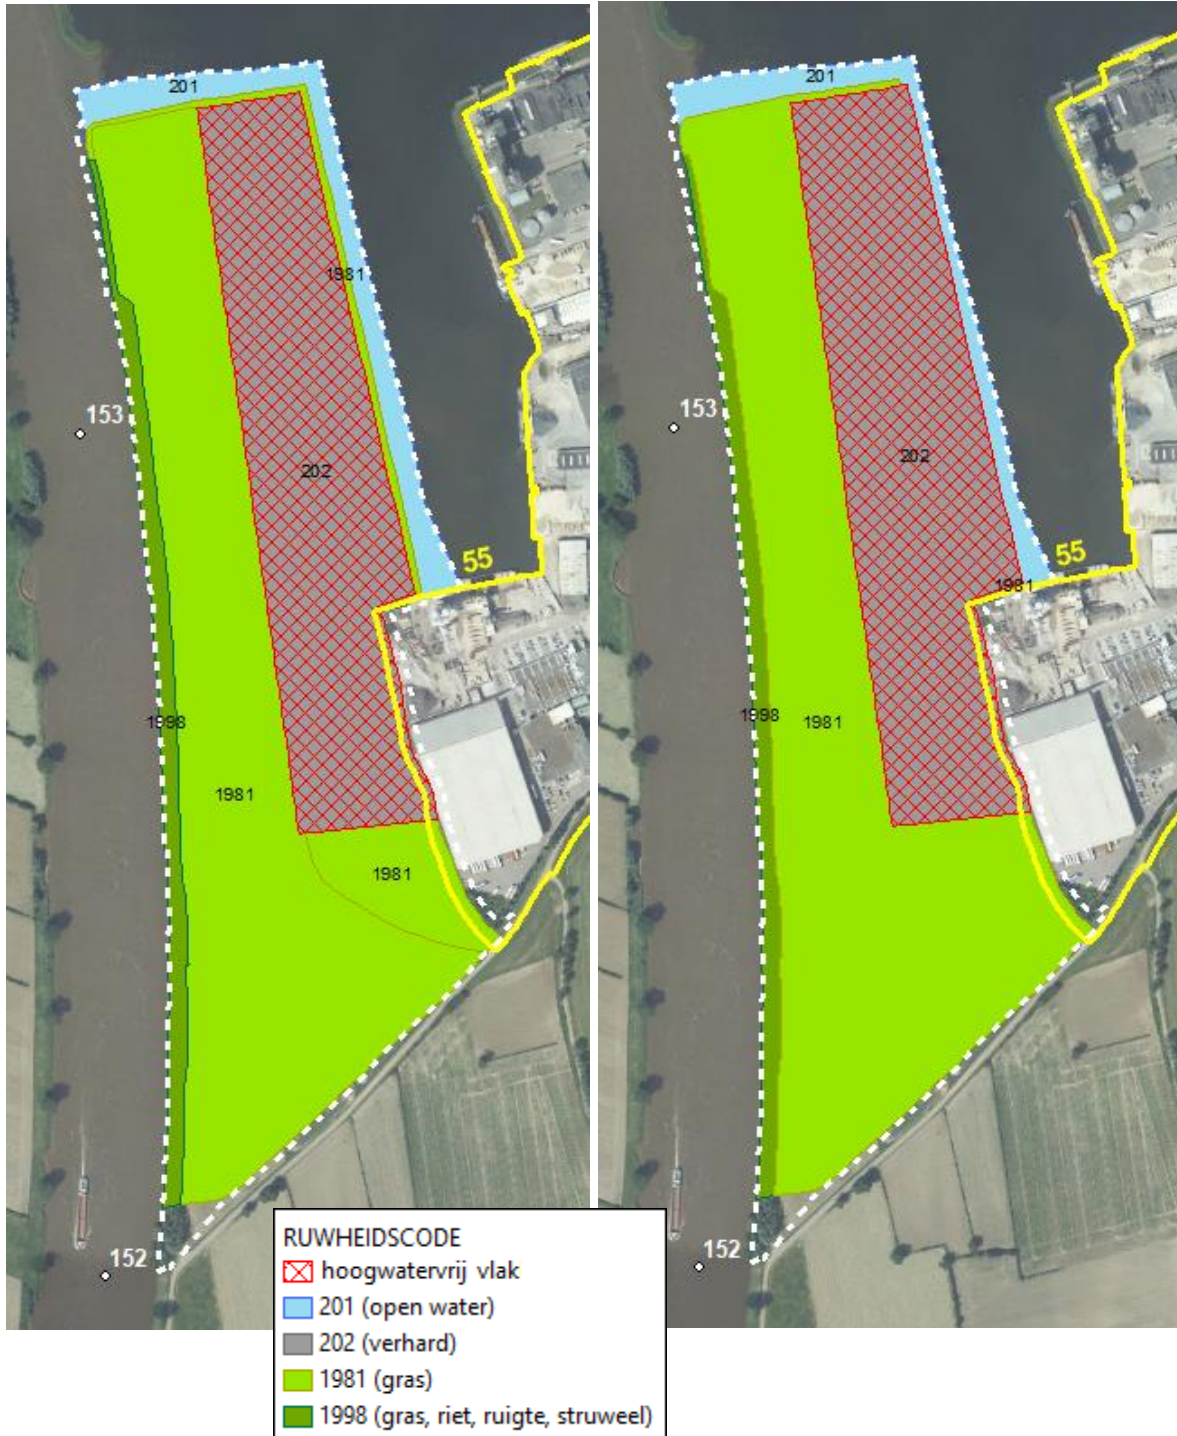 201
1981
153
202
55
1998
1981
1981
152
201
153
202
55
1981
1998
1981
152
RUWHEIDSCODE
hoogwatervrij vlak
201 (open water)
202 (verhard)
1981 (gras)
1998 (gras, riet, ruigte, struweel)